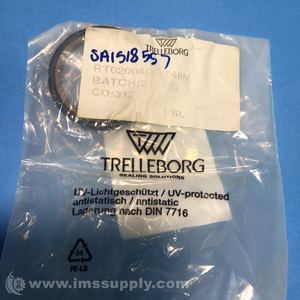 TRELLEBORG
SA1518557
BATCH:
TRELLEBORG
SEALING SOLUTIONS
UV-Lichtgeschützt / UV-protected
antistatisch / antistatic
Lagerung nach DIN 7716
04
PE-LD
© www.imssupply.com